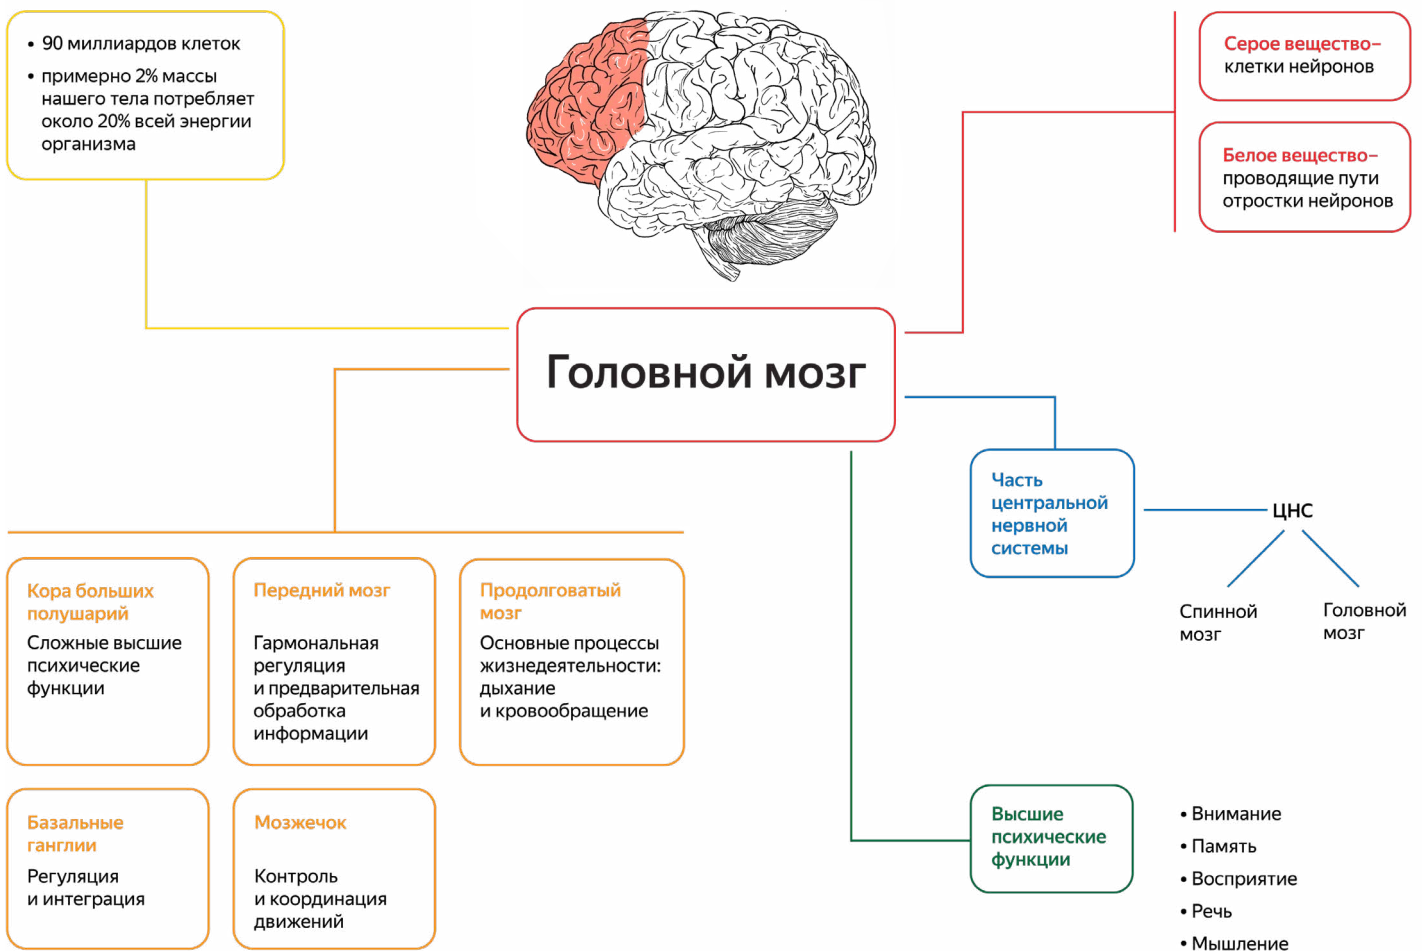 • 90 миллиардов клеток
• примерно 2% массы
нашего тела потребляет
около 20% всей энергии
организма
Серое вещество–
клетки нейронов
Белое вещество–
проводящие пути
отростки нейронов
Головной мозг
Часть
центральной
нервной
системы
ЦНС
Спинной
мозг
Головной
мозг
Кора больших
полушарий
Сложные высшие
психические
функции
Передний мозг
Гармональная
регуляция
и предварительная
обработка
информации
Продолговатый
мозг
Основные процессы
жизнедеятельности:
дыхание
и кровообращение
Базальные
ганглии
Регуляция
и интеграция
Мозжечок
Контроль
и координация
движений
Высшие
психические
функции
• Внимание
• Память
• Восприятие
• Речь
• Мышление